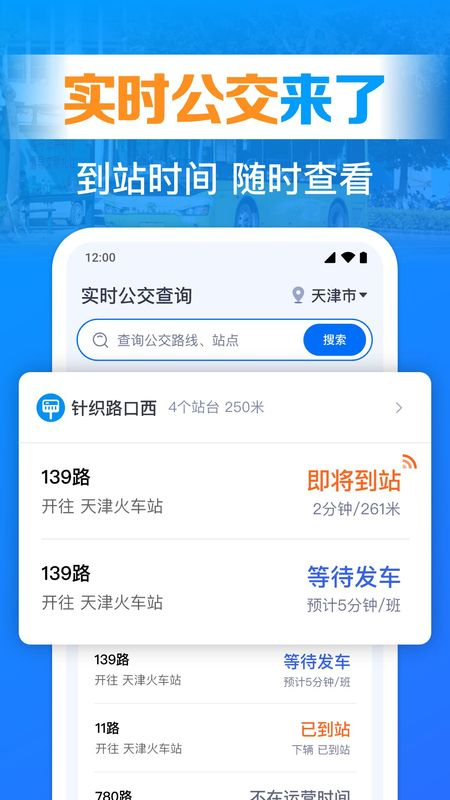 实时公交来了
到站时间 随时查看
12:00
实时公交查询
天津市
查询公交路线、站点
搜索
针织路口西 4个站台 250米
139路
即将到站
开往 天津火车站
2分钟/261米
139路
等待发车
开往 天津火车站
预计5分钟/班
139路
等待发车
开往 天津火车站
预计5分钟/班
11路
已到站
开往 天津火车站
下辆 已到站
780路
不在运营时间